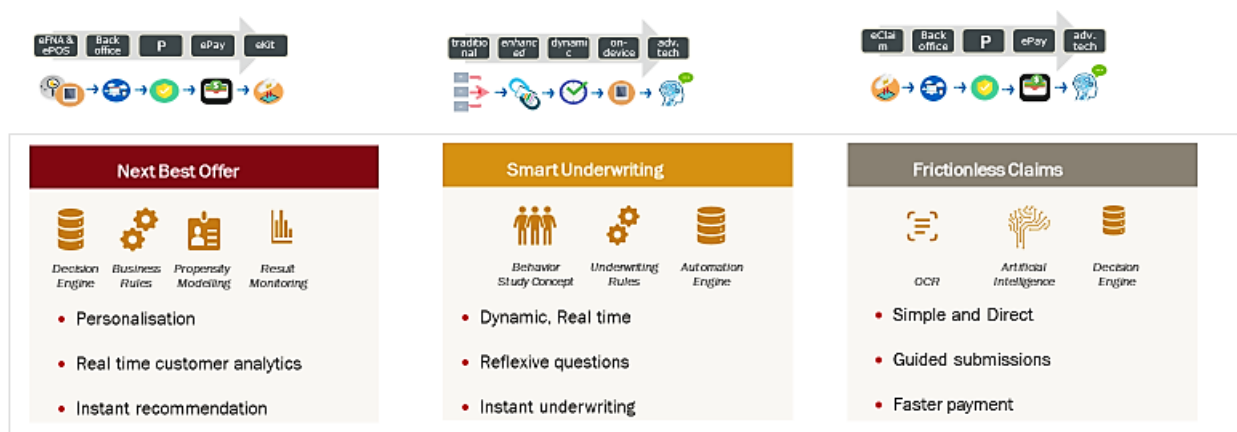 eFNA &
ePOS
Back
office
P
ePay
eKit
traditio
nal
enhanc
ed
dynami
c
on-
device
adv.
tech
eClai
m
Back
office
P
ePay
adv.
tech
Next Best Offer
Decision
Engine
Business
Rules
Propensity
Modelling
Result
Monitoring
• Personalisation
• Real time customer analytics
• Instant recommendation
Smart Underwriting
Behavior
Study Concept
Underwriting
Rules
Automation
Engine
• Dynamic, Real time
• Reflexive questions
• Instant underwriting
Frictionless Claims
OCR
Artificial
Intelligence
Decision
Engine
• Simple and Direct
• Guided submissions
• Faster payment